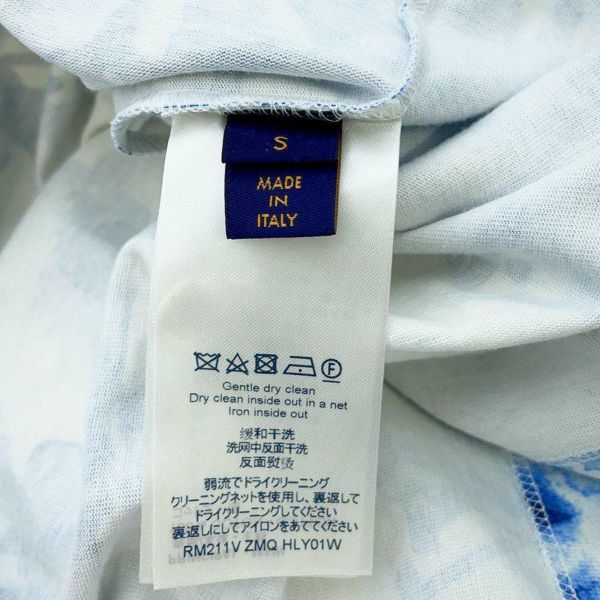 S
MADE
IN
ITALY
F
Gentle dry clean
Dry clean inside out in a net
Iron inside out
缓和干洗
洗网中反面干洗
反面熨烫
弱流でドライクリーニング
クリーニングネットを使用し、裏返して
ドライクリーニングしてください
裏返しにしてアイロンをあててください
RM211V ZMQ HLY01W